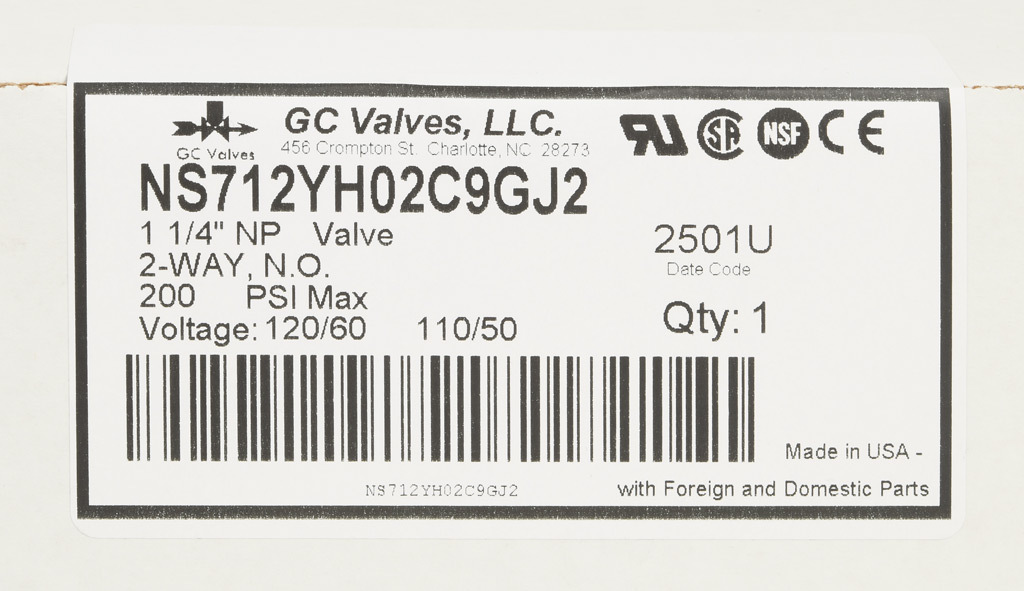 GC Valves
GC Valves, LLC.
456 Crompton St. Charlotte, NC 28273
NS712YH02C9GJ2
1 1/4" NP Valve
2-WAY, N.O.
200 PSI Max
Voltage: 120/60 110/50
2501U
Date Code
Qty: 1
NSF
CE
Made in USA -
with Foreign and Domestic Parts
NS712YH02C9GJ2